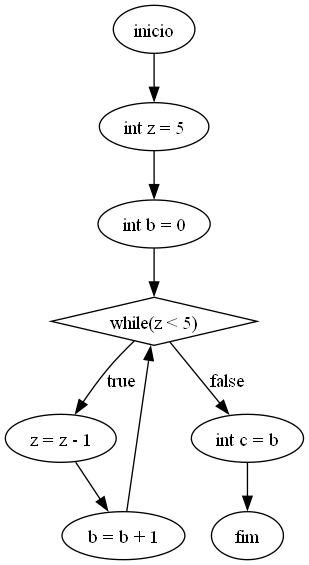 inicio
int z = 5
int b = 0
while(z < 5)
true
false
z = z - 1
int c = b
b = b + 1
fim